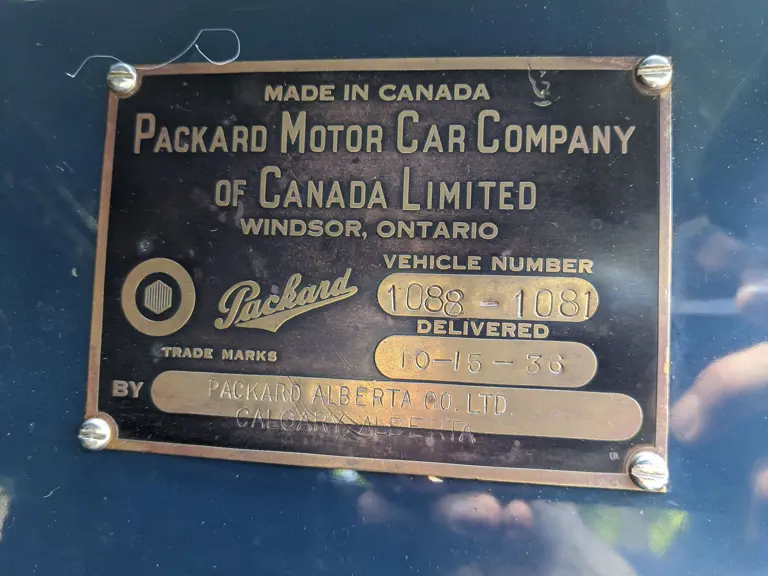 MADE IN CANADA
PACKARD MOTOR CAR COMPANY
OF CANADA LIMITED
WINDSOR, ONTARIO
VEHICLE NUMBER
Packard
1088 - 1081
DELIVERED
TRADE MARKS
10-15-36
BY PACKARD ALBERTA CO. LTD.
CALGARY, ALBERTA